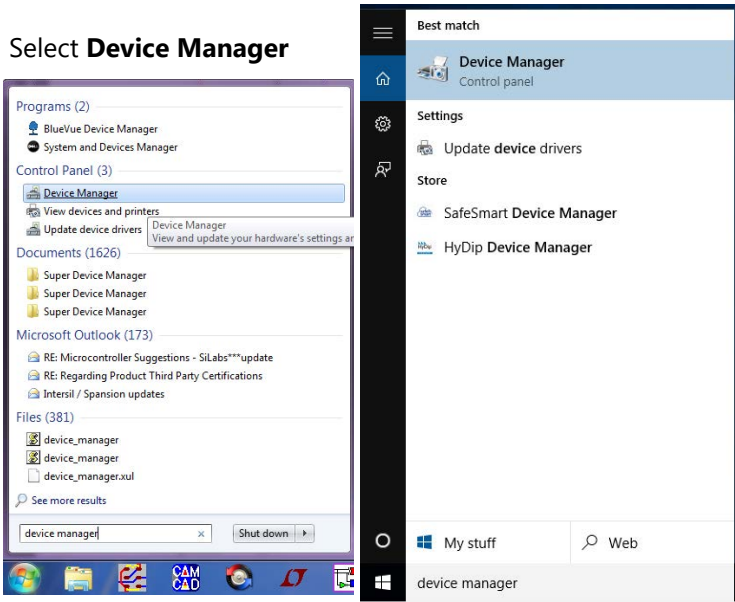 Select Device Manager
Programs (2)
BlueVue Device Manager
System and Devices Manager
Control Panel (3)
Device Manager
View devices and printers
Update device drivers
Device Manager
View and update your hardware's settings ar
Documents (1626)
Super Device Manager
Super Device Manager
Super Device Manager
Microsoft Outlook (173)
RE: Microcontroller Suggestions - SiLabs***update
RE: Regarding Product Third Party Certifications
Intersil / Spansion updates
Files (381)
device_manager
device_manager
device_manager.xul
See more results
device manager
Shut down
CAM
CAD
Best match
Device Manager
Control panel
Settings
Update device drivers
Store
SafeSmart Device Manager
HyDip Device Manager
My stuff
Web
device manager